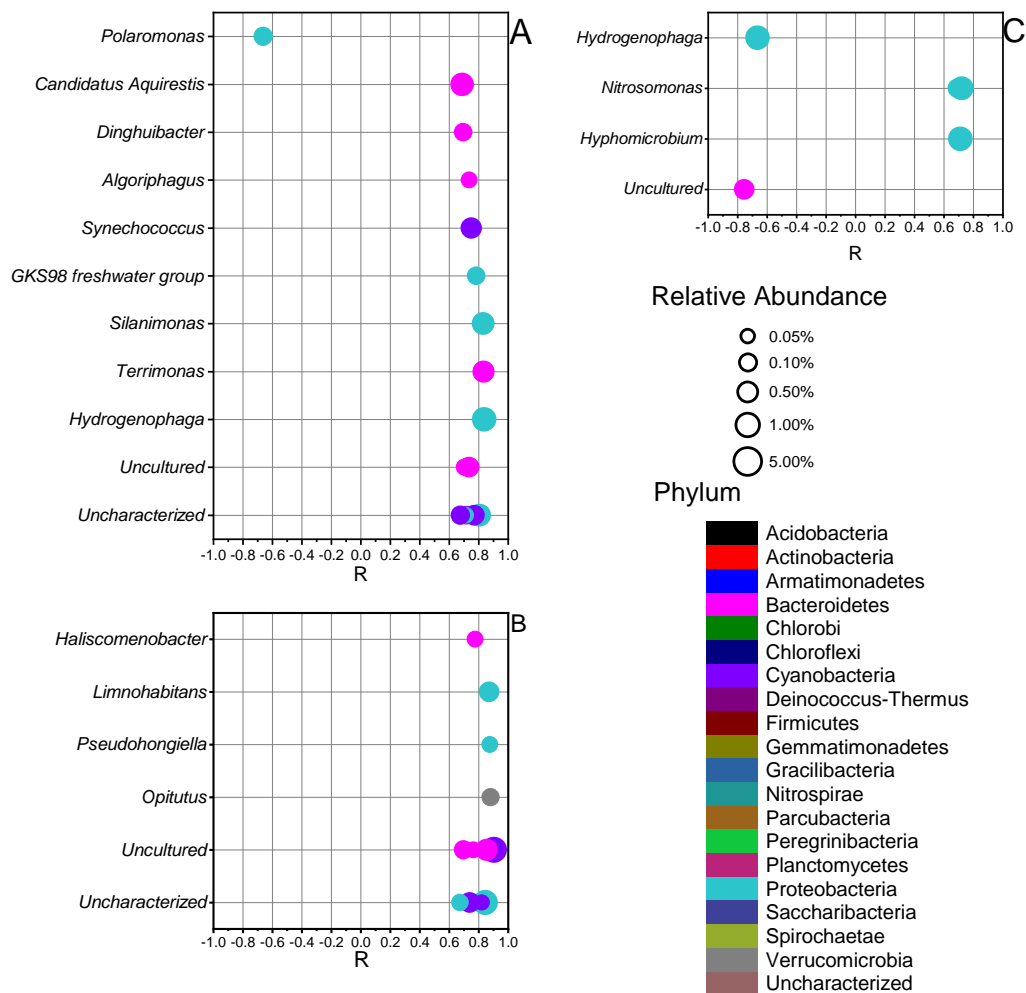 A
Polaromonas
Candidatus Aquirestis
Dinghuibacter
Algoriphagus
Synechococcus
GKS98 freshwater group
Silanimonas
Terrimonas
Hydrogenophaga
Uncultured
Uncharacterized
-1.0 -0.8 -0.6 -0.4 -0.2 0.0 0.2 0.4 0.6 0.8 1.0
R
B
Haliscomenobacter
Limnohabitans
Pseudohongiella
Opitutus
Uncultured
Uncharacterized
-1.0 -0.8 -0.6 -0.4 -0.2 0.0 0.2 0.4 0.6 0.8 1.0
R
C
Hydrogenophaga
Nitrosomonas
Hyphomicrobium
Uncultured
-1.0 -0.8 -0.6 -0.4 -0.2 0.0 0.2 0.4 0.6 0.8 1.0
R
Relative Abundance
0.05%
0.10%
0.50%
1.00%
5.00%
Phylum
Acidobacteria
Actinobacteria
Armatimonadetes
Bacteroidetes
Chlorobi
Chloroflexi
Cyanobacteria
Deinococcus-Thermus
Firmicutes
Gemmatimonadetes
Gracilibacteria
Nitrospirae
Parcubacteria
Peregrinibacteria
Planctomycetes
Proteobacteria
Saccharibacteria
Spirochaetae
Verrucomicrobia
Uncharacterized